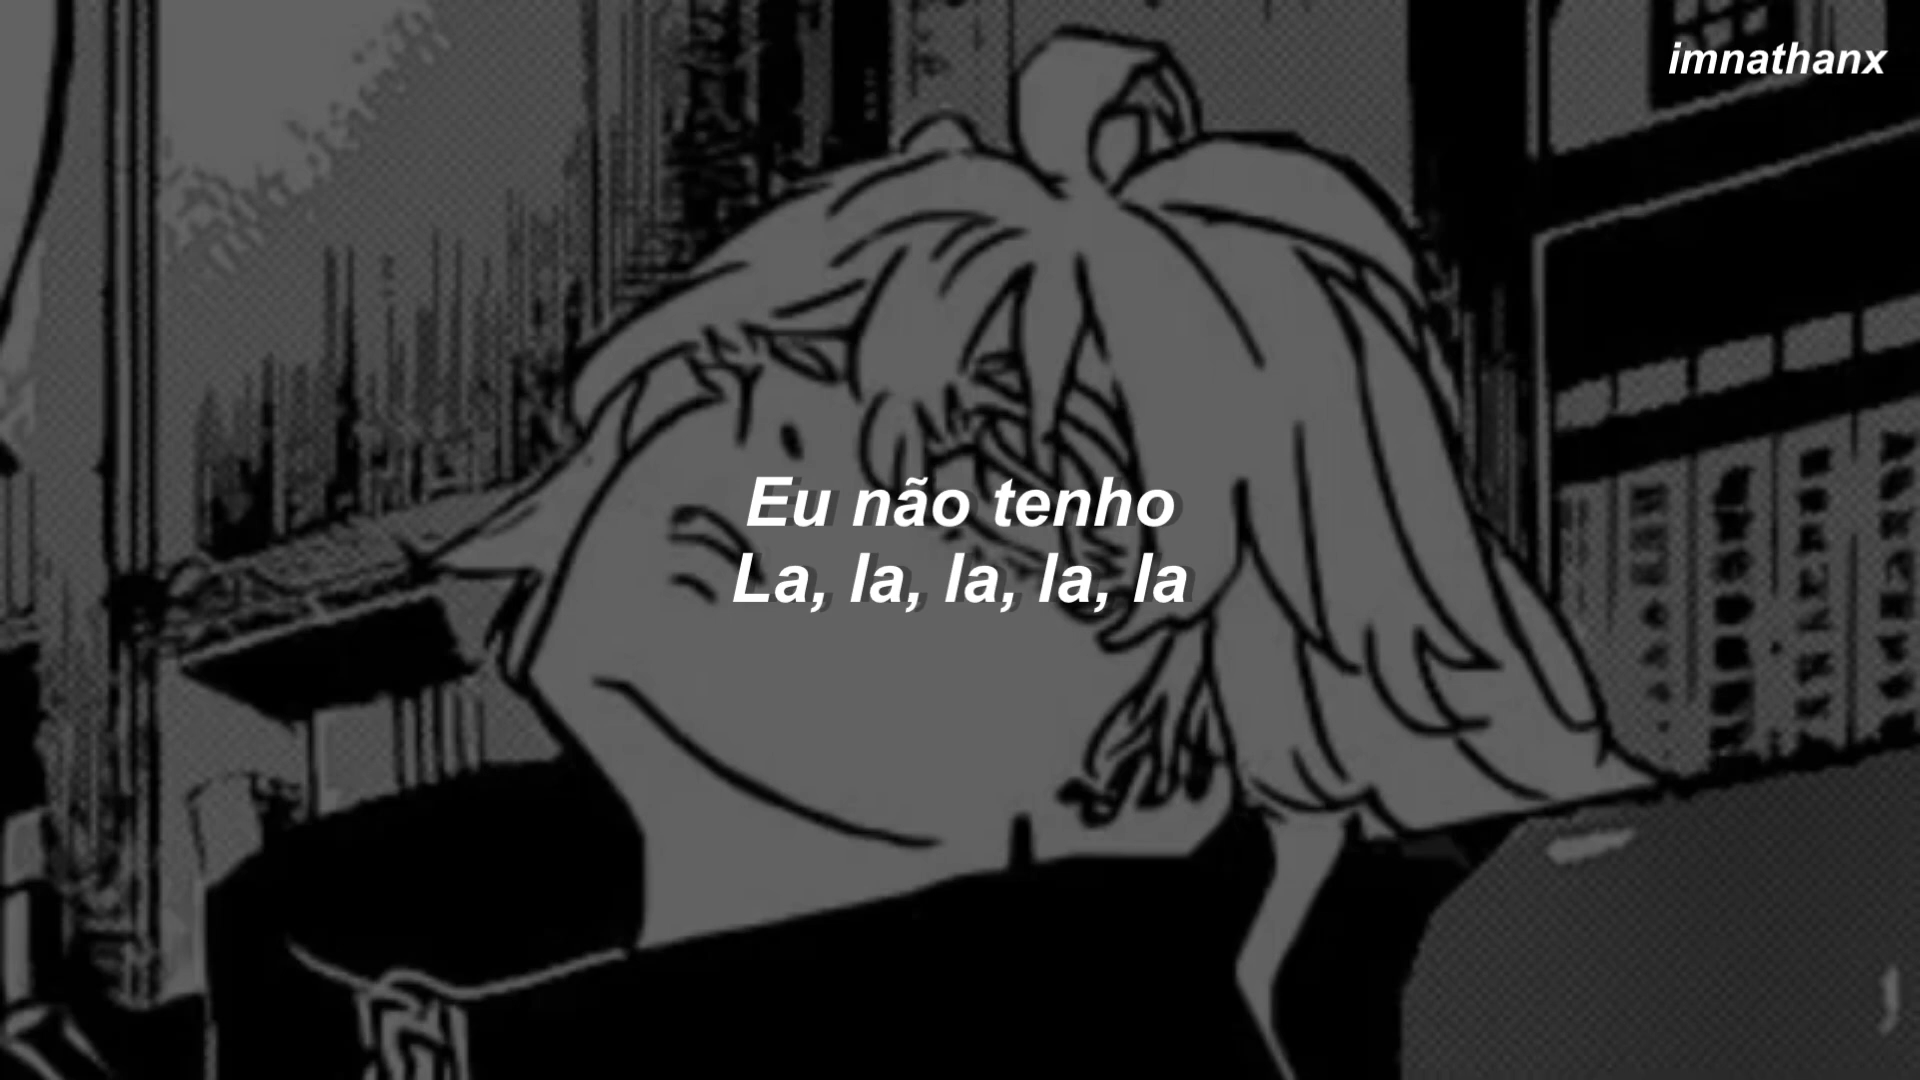 imnathanx
Eu não tenho
La, la, la, la, la